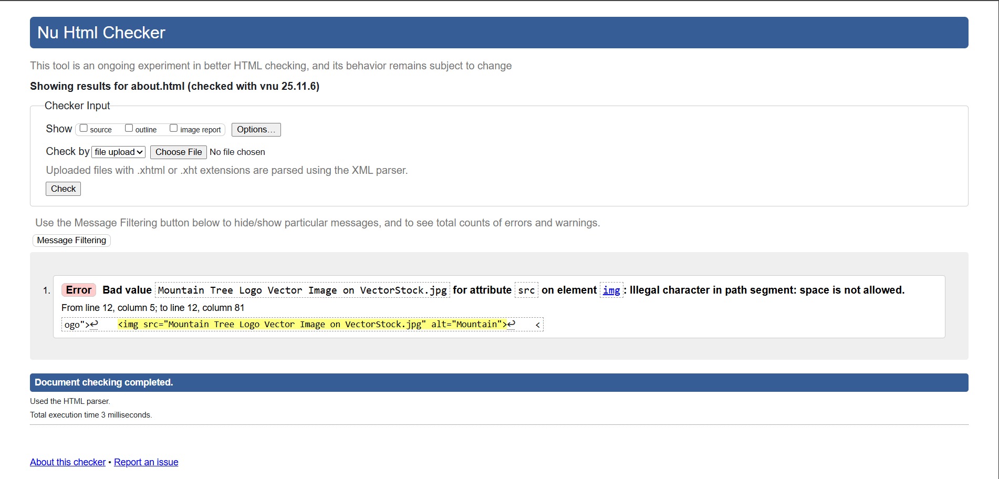 Nu Html Checker
This tool is an ongoing experiment in better HTML checking, and its behavior remains subject to change
Showing results for about.html (checked with vnu 25.11.6)
Checker Input
Show source outline image report Options...
Check by file upload Choose File No file chosen
Uploaded files with .xhtml or .xht extensions are parsed using the XML parser.
Check
Use the Message Filtering button below to hide/show particular messages, and to see total counts of errors and warnings.
Message Filtering
1. Error Bad value Mountain Tree Logo Vector Image on VectorStock.jpg for attribute src on element img: Illegal character in path segment: space is not allowed.
From line 12, column 5; to line 12, column 81
ogo">↩ <img src="Mountain Tree Logo Vector Image on VectorStock.jpg" alt="Mountain">↩ <
Document checking completed.
Used the HTML parser.
Total execution time 3 milliseconds.
About this checker • Report an issue